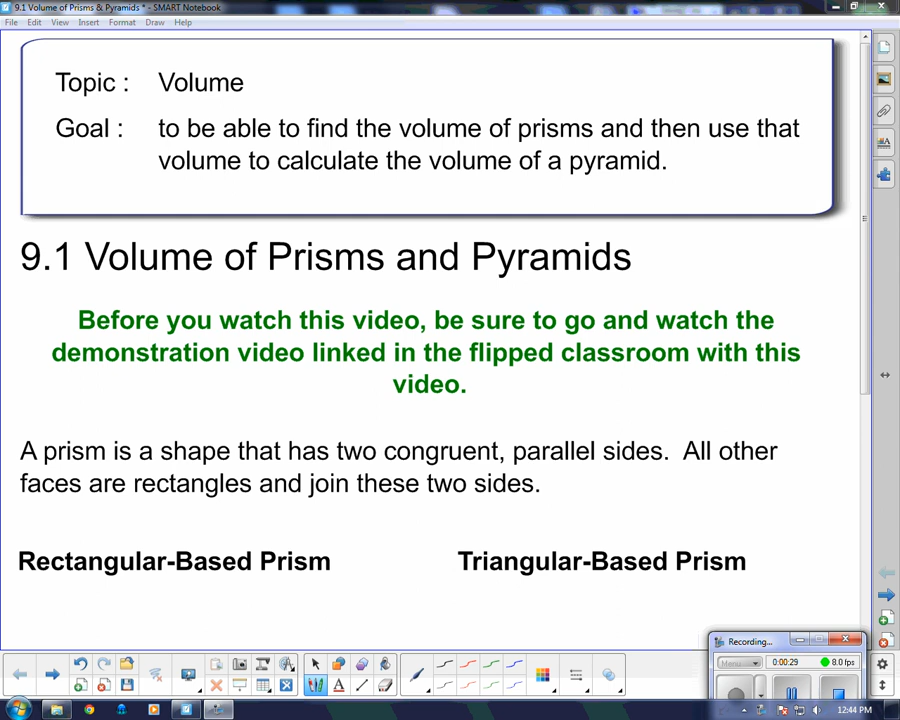 9.1 Volume of Prisms & Pyramids * - SMART Notebook
File Edit View Insert Format Draw Help
Topic : Volume
Goal : to be able to find the volume of prisms and then use that
volume to calculate the volume of a pyramid.
9.1 Volume of Prisms and Pyramids
Before you watch this video, be sure to go and watch the
demonstration video linked in the flipped classroom with this
video.
A prism is a shape that has two congruent, parallel sides. All other
faces are rectangles and join these two sides.
Rectangular-Based Prism Triangular-Based Prism
Recording...
Menu 0:00:29 8.0 fps
12:44 PM